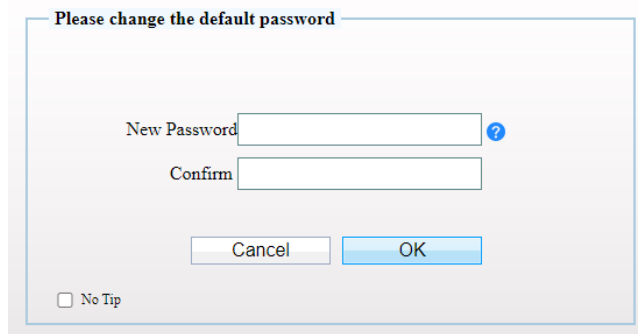 Please change the default password
New Password ?
Confirm
Cancel OK
No Tip